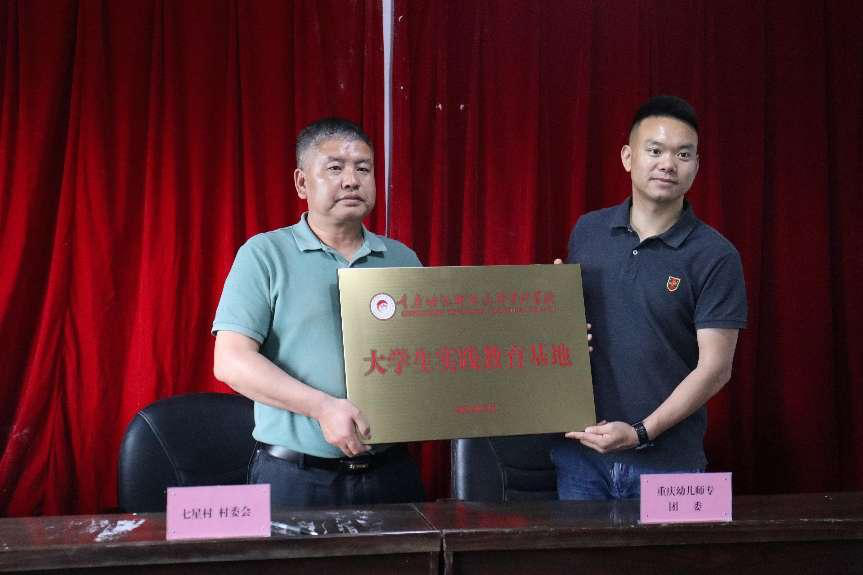 重庆幼儿师范高等专科学校
大学生实践教育基地
七星村 村委会
重庆幼儿师专
团 委